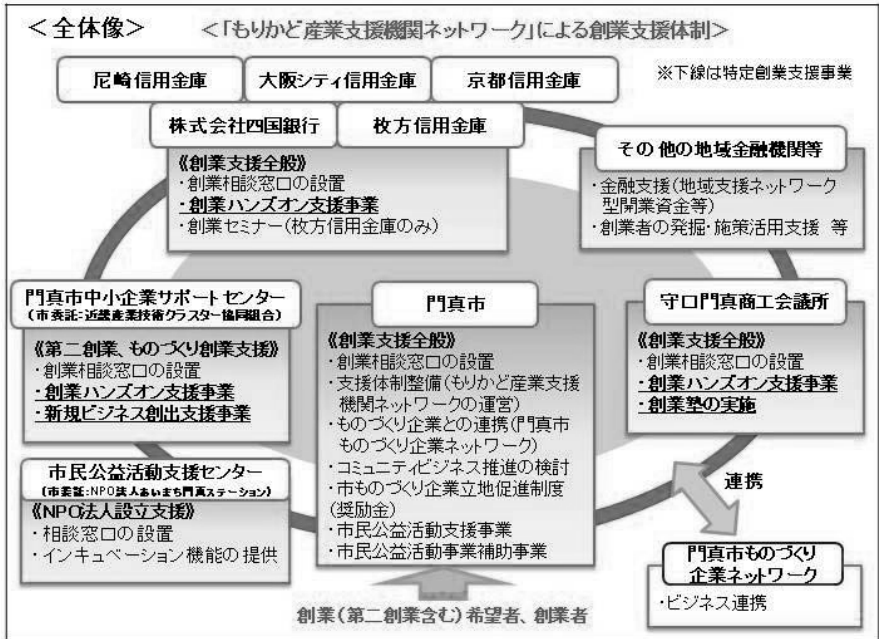 ＜全体像＞
＜「もりかど産業支援機関ネットワーク」による創業支援体制＞
※下線は特定創業支援事業
尼崎信用金庫
大阪シティ信用金庫
京都信用金庫
株式会社四国銀行
枚方信用金庫
《創業支援全般》
・創業相談窓口の設置
・創業ハンズオン支援事業
・創業セミナー(枚方信用金庫のみ)
その他の地域金融機関等
・金融支援(地域支援ネットワーク
型開業資金等)
・創業者の発掘・施策活用支援 等
門真市中小企業サポートセンター
(市委託:近畿産業技術クラスター協同組合)
《第二創業、ものづくり創業支援》
・創業相談窓口の設置
・創業ハンズオン支援事業
・新規ビジネス創出支援事業
門真市
《創業支援全般》
・創業相談窓口の設置
・支援体制整備(もりかど産業支援
機関ネットワークの運営)
・ものづくり企業との連携(門真市
ものづくり企業ネットワーク)
・コミュニティビジネス推進の検討
・市ものづくり企業立地促進制度
(奨励金)
・市民公益活動支援事業
・市民公益活動事業補助事業
守口門真商工会議所
《創業支援全般》
・創業相談窓口の設置
・創業ハンズオン支援事業
・創業塾の実施
市民公益活動支援センター
(市委託:NPO法人あいまち門真ステーション)
《NPO法人設立支援》
・相談窓口の設置
・インキュベーション機能の提供
連携
門真市ものづくり
企業ネットワーク
・ビジネス連携
創業(第二創業含む)希望者、創業者